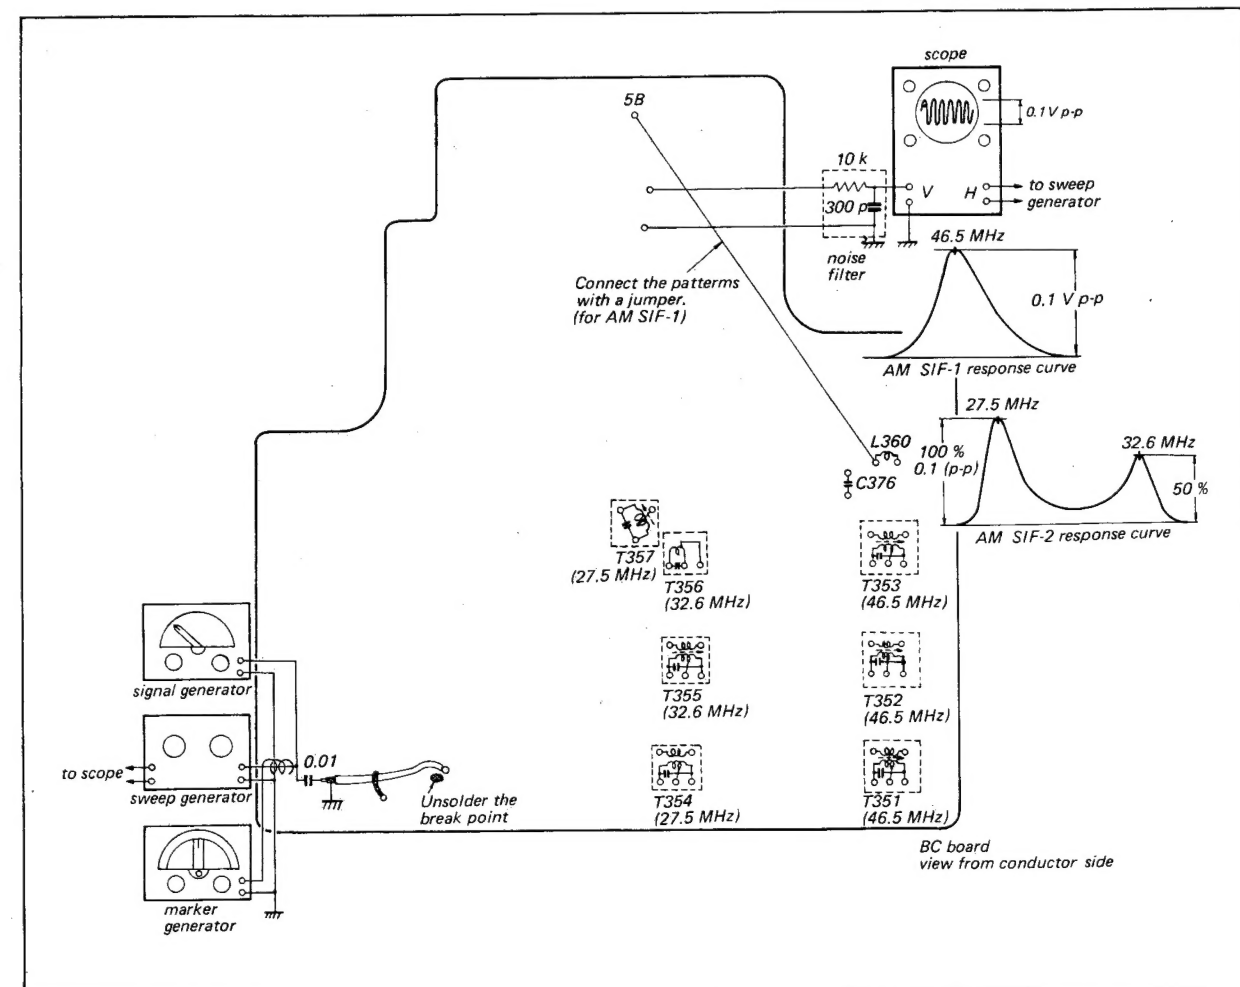 scope
5B
0.1 V p-p
10 k
V
H
to sweep
generator
300 p
noise
filter
46.5 MHz
Connect the patterms
with a jumper.
(for AM SIF-1)
0.1 V p-p
AM SIF-1 response curve
27.5 MHz
L360
100 %
0.1 (p-p)
32.6 MHz
C376
50 %
AM SIF-2 response curve
T357
(27.5 MHz)
T356
(32.6 MHz)
T353
(46.5 MHz)
signal generator
T355
(32.6 MHz)
T352
(46.5 MHz)
to scope
0.01
sweep generator
Unsolder the
break point
T354
(27.5 MHz)
T351
(46.5 MHz)
BC board
view from conductor side
marker
generator